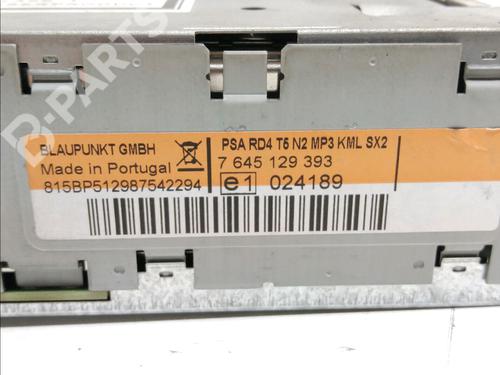 B-PARTS
BLAUPUNKT GMBH
Made in Portugal
815BP512987542294
PSA RD4 T5 N2 MP3 KML SX2
7 645 129 393
e1 024189